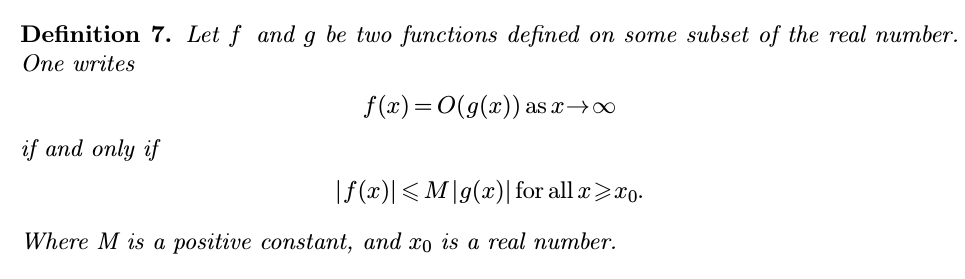 Definition 7. Let f and g be two functions defined on some subset of the real number.
One writes
f(x)=O(g(x)) as x→∞
if and only if
|f(x)|⩽M|g(x)| for all x⩾x₀.
Where M is a positive constant, and x₀ is a real number.